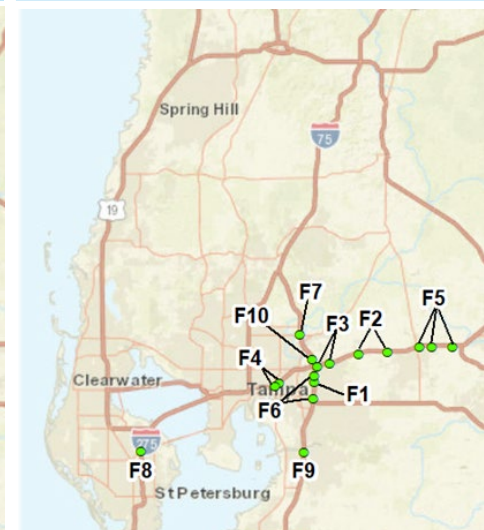 Spring Hill
75
19
F7
F10
F3
F2
F5
F4
Clearwater
Tampa
F1
F6
275
F8
F9
St Petersburg